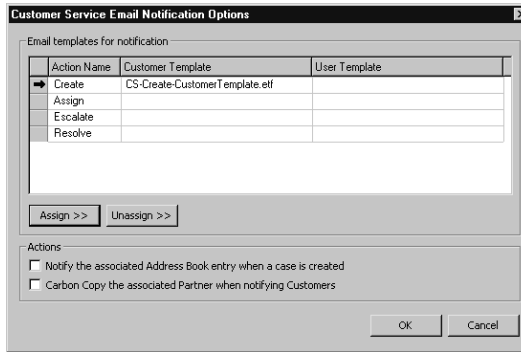 Customer Service Email Notification Options
Email templates for notification
Action Name Customer Template User Template
Create CS-Create-CustomerTemplate.etf
Assign
Escalate
Resolve
Assign >> Unassign >>
Actions
Notify the associated Address Book entry when a case is created
Carbon Copy the associated Partner when notifying Customers
OK Cancel